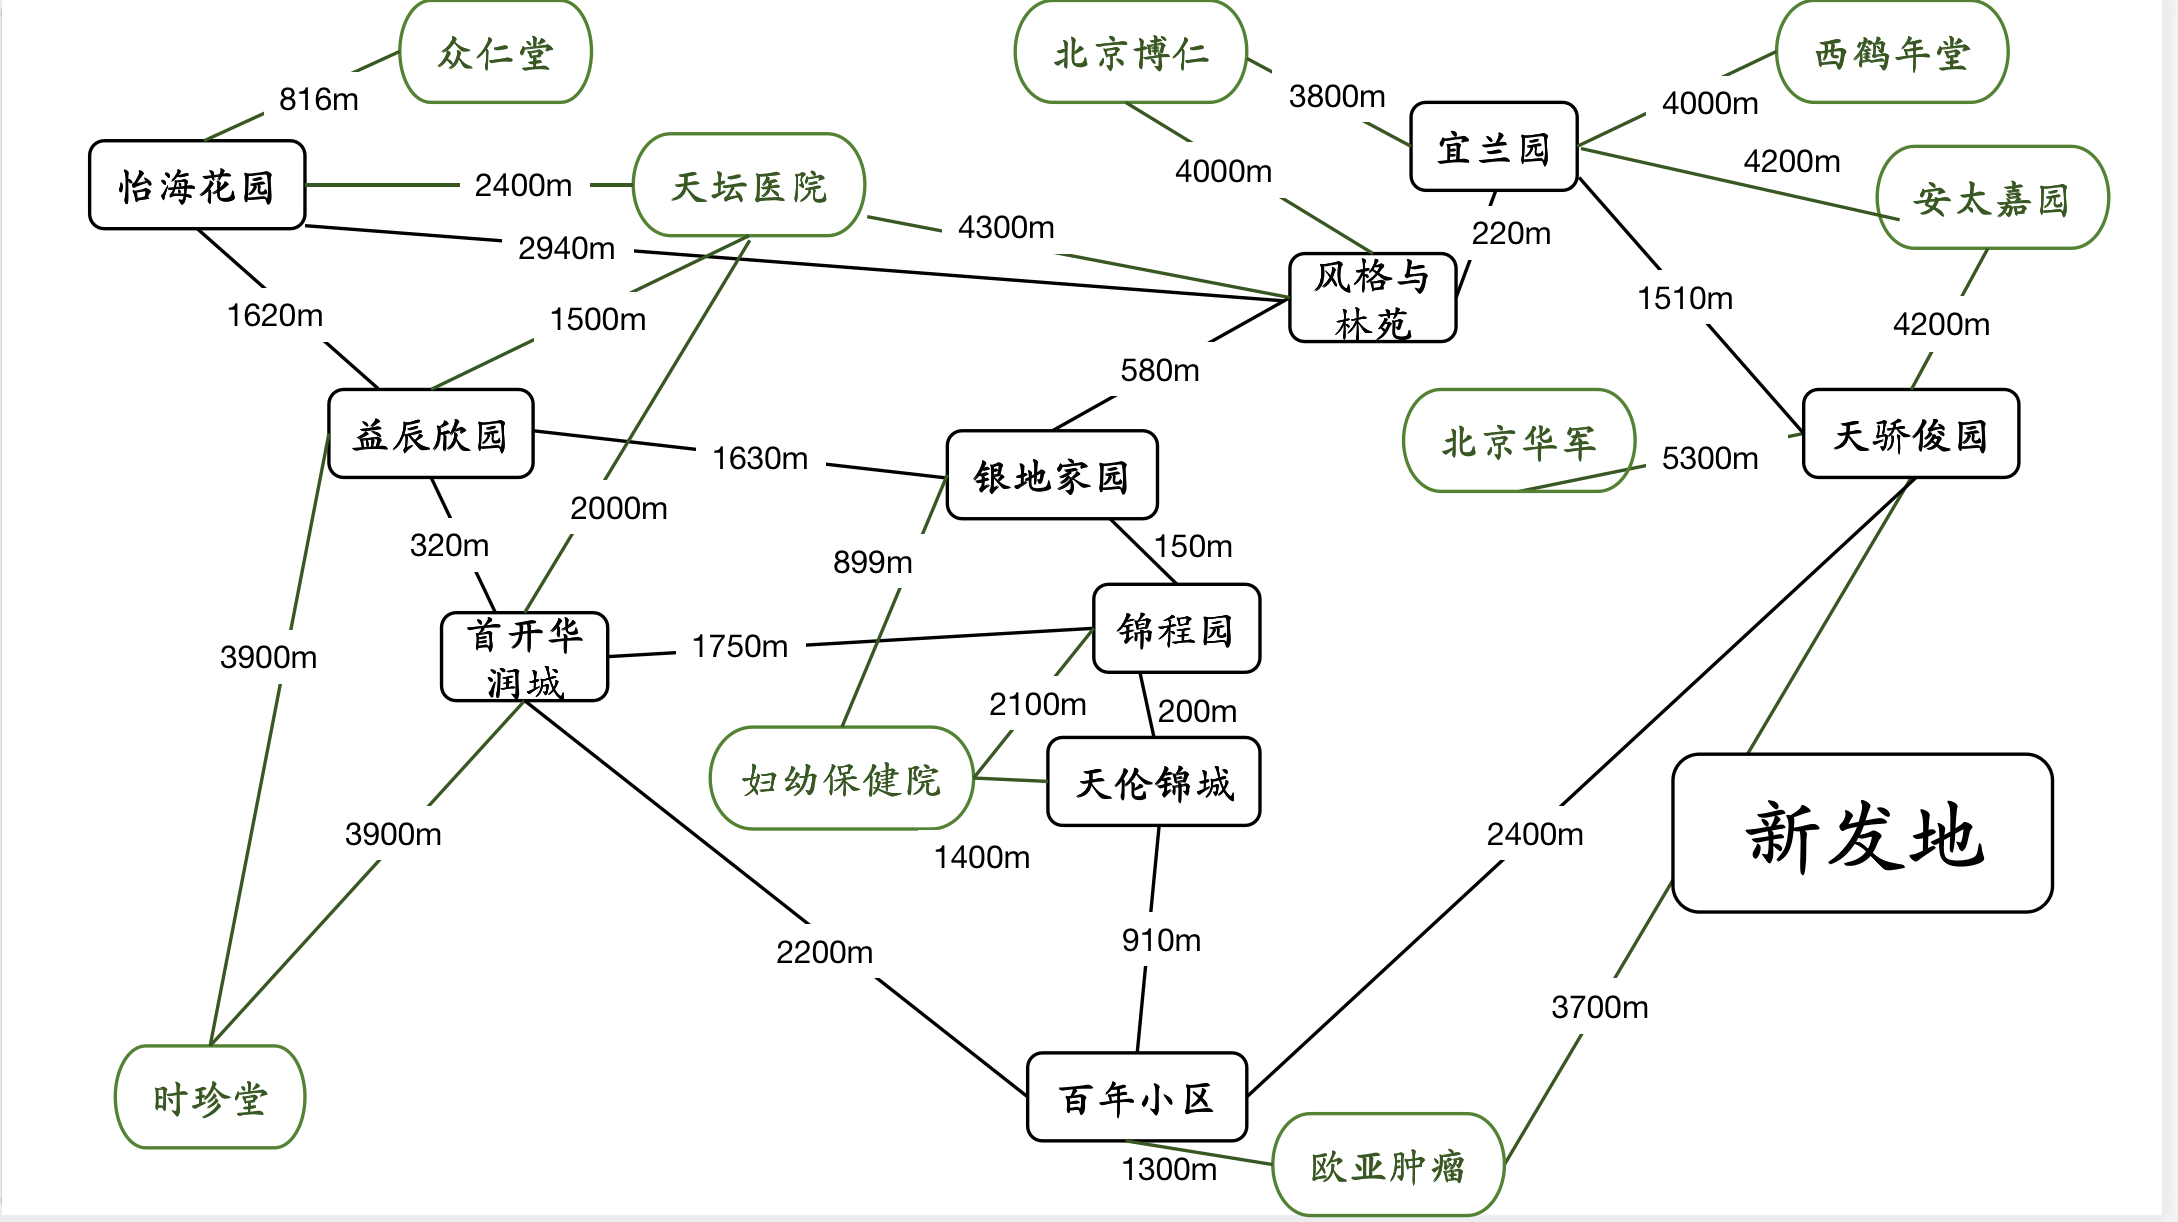 众仁堂
北京博仁
西鹤年堂
816m
3800m
4000m
怡海花园
2400m
天坛医院
4000m
宜兰园
4200m
安太嘉园
2940m
4300m
220m
风格与
林苑
1620m
1500m
1510m
4200m
580m
益辰欣园
1630m
银地家园
北京华军
5300m
天骄俊园
2000m
320m
899m
150m
首开华
润城
1750m
锦程园
3900m
2100m
200m
妇幼保健院
天伦锦城
3900m
1400m
2400m
新发地
2200m
910m
3700m
时珍堂
百年小区
1300m
欧亚肿瘤